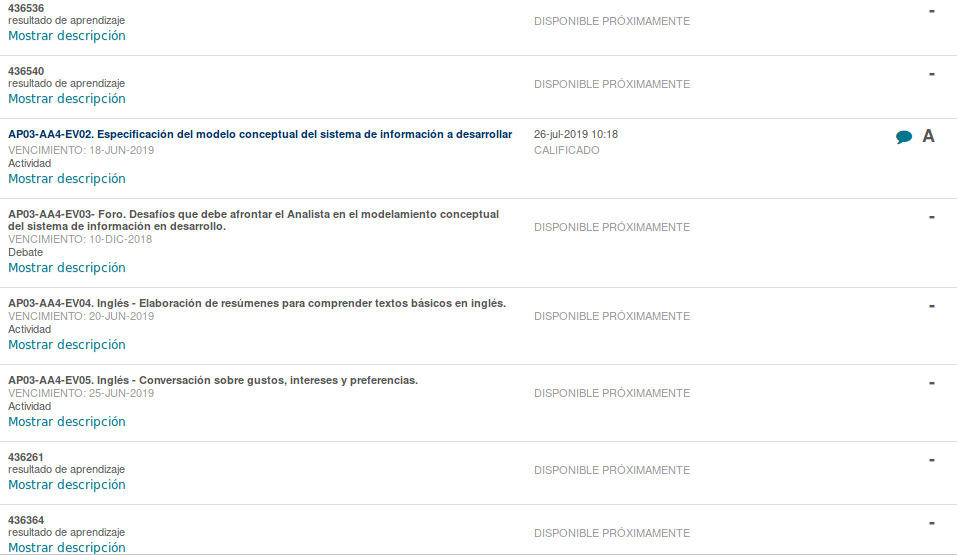 436536
resultado de aprendizaje
Mostrar descripción
DISPONIBLE PRÓXIMAMENTE
-
436540
resultado de aprendizaje
Mostrar descripción
DISPONIBLE PRÓXIMAMENTE
-
AP03-AA4-EV02. Especificación del modelo conceptual del sistema de información a desarrollar
VENCIMIENTO: 18-JUN-2019
Actividad
Mostrar descripción
26-jul-2019 10:18
CALIFICADO
A
AP03-AA4-EV03- Foro. Desafíos que debe afrontar el Analista en el modelamiento conceptual
del sistema de información en desarrollo.
VENCIMIENTO: 10-DIC-2018
Debate
Mostrar descripción
DISPONIBLE PRÓXIMAMENTE
-
AP03-AA4-EV04. Inglés - Elaboración de resúmenes para comprender textos básicos en inglés.
VENCIMIENTO: 20-JUN-2019
Actividad
Mostrar descripción
DISPONIBLE PRÓXIMAMENTE
-
AP03-AA4-EV05. Inglés - Conversación sobre gustos, intereses y preferencias.
VENCIMIENTO: 25-JUN-2019
Actividad
Mostrar descripción
DISPONIBLE PRÓXIMAMENTE
-
436261
resultado de aprendizaje
Mostrar descripción
DISPONIBLE PRÓXIMAMENTE
-
436364
resultado de aprendizaje
Mostrar descripción
DISPONIBLE PRÓXIMAMENTE
-